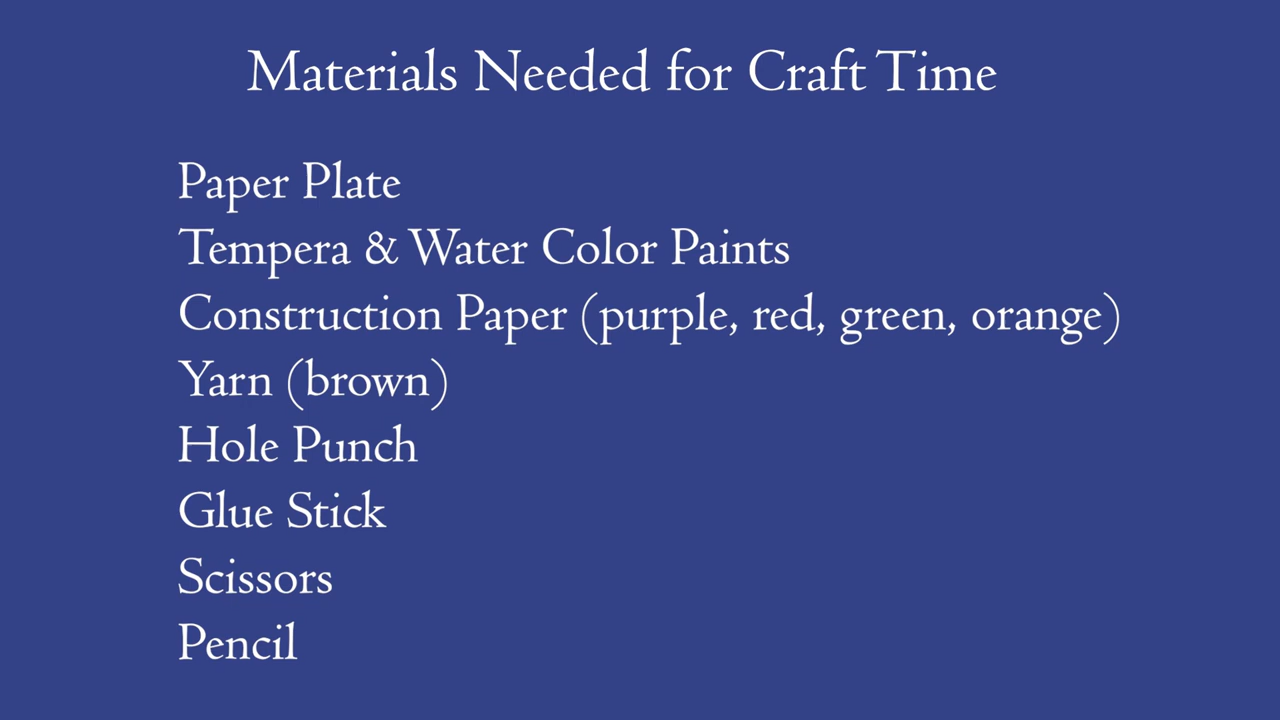 Materials Needed for Craft Time
Paper Plate
Tempera & Water Color Paints
Construction Paper (purple, red, green, orange)
Yarn (brown)
Hole Punch
Glue Stick
Scissors
Pencil